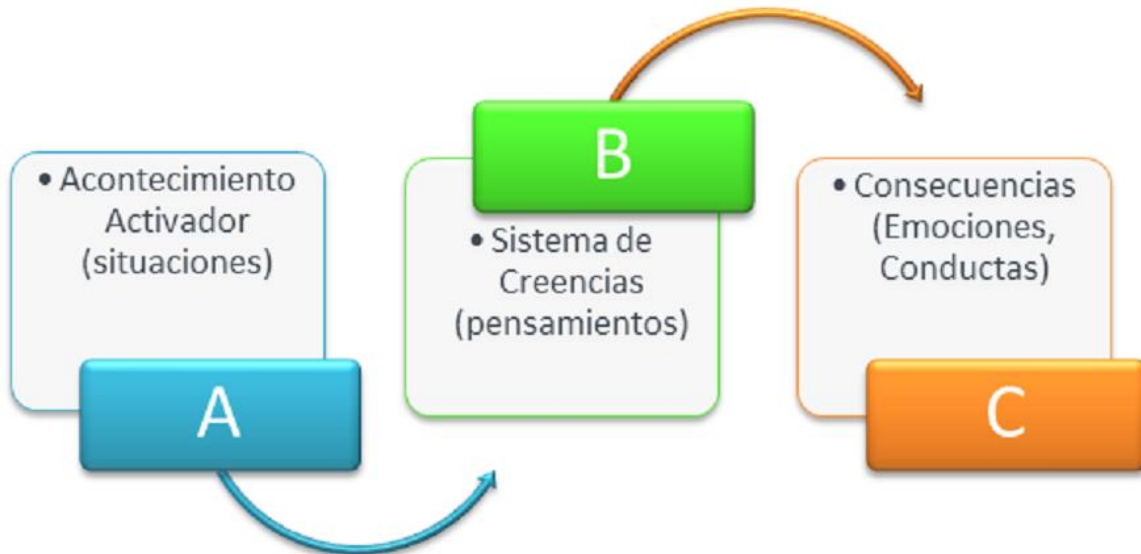 • Acontecimiento
Activador
(situaciones)
A
B
• Sistema de
Creencias
(pensamientos)
• Consecuencias
(Emociones,
Conductas)
C